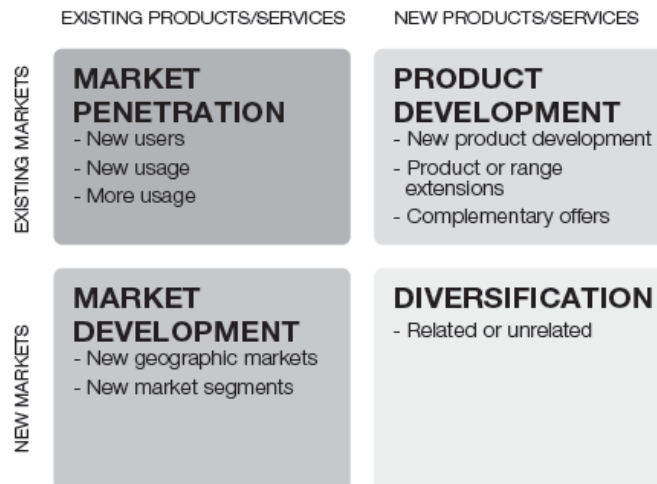 EXISTING PRODUCTS/SERVICES
NEW PRODUCTS/SERVICES
EXISTING MARKETS
MARKET
PENETRATION
- New users
- New usage
- More usage
PRODUCT
DEVELOPMENT
- New product development
- Product or range
extensions
- Complementary offers
NEW MARKETS
MARKET
DEVELOPMENT
- New geographic markets
- New market segments
DIVERSIFICATION
- Related or unrelated